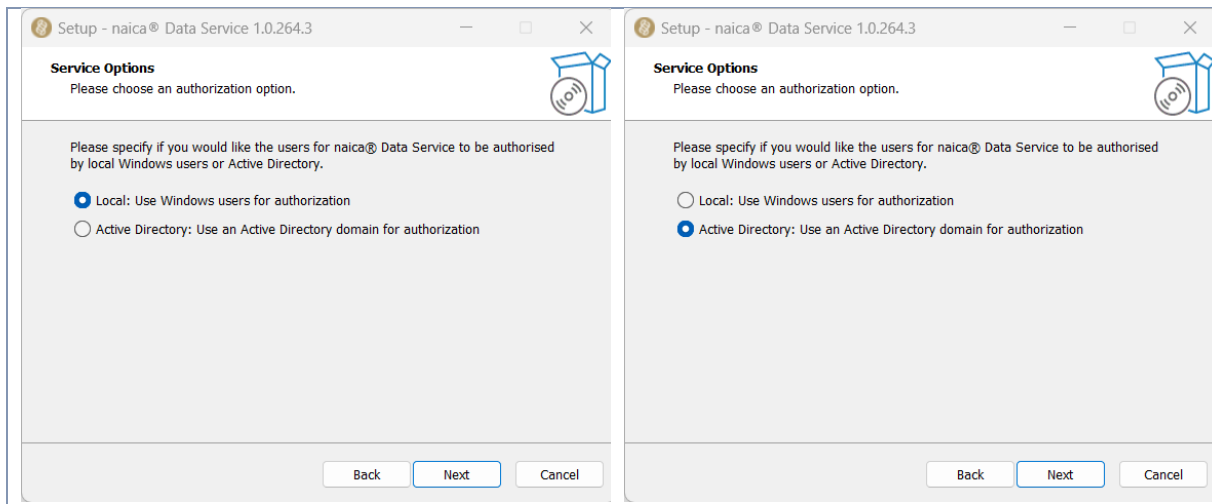 Setup - naica® Data Service 1.0.264.3
Service Options
Please choose an authorization option.
Please specify if you would like the users for naica® Data Service to be authorised
by local Windows users or Active Directory.
Local: Use Windows users for authorization
Active Directory: Use an Active Directory domain for authorization
Back Next Cancel
Setup - naica® Data Service 1.0.264.3
Service Options
Please choose an authorization option.
Please specify if you would like the users for naica® Data Service to be authorised
by local Windows users or Active Directory.
Local: Use Windows users for authorization
Active Directory: Use an Active Directory domain for authorization
Back Next Cancel